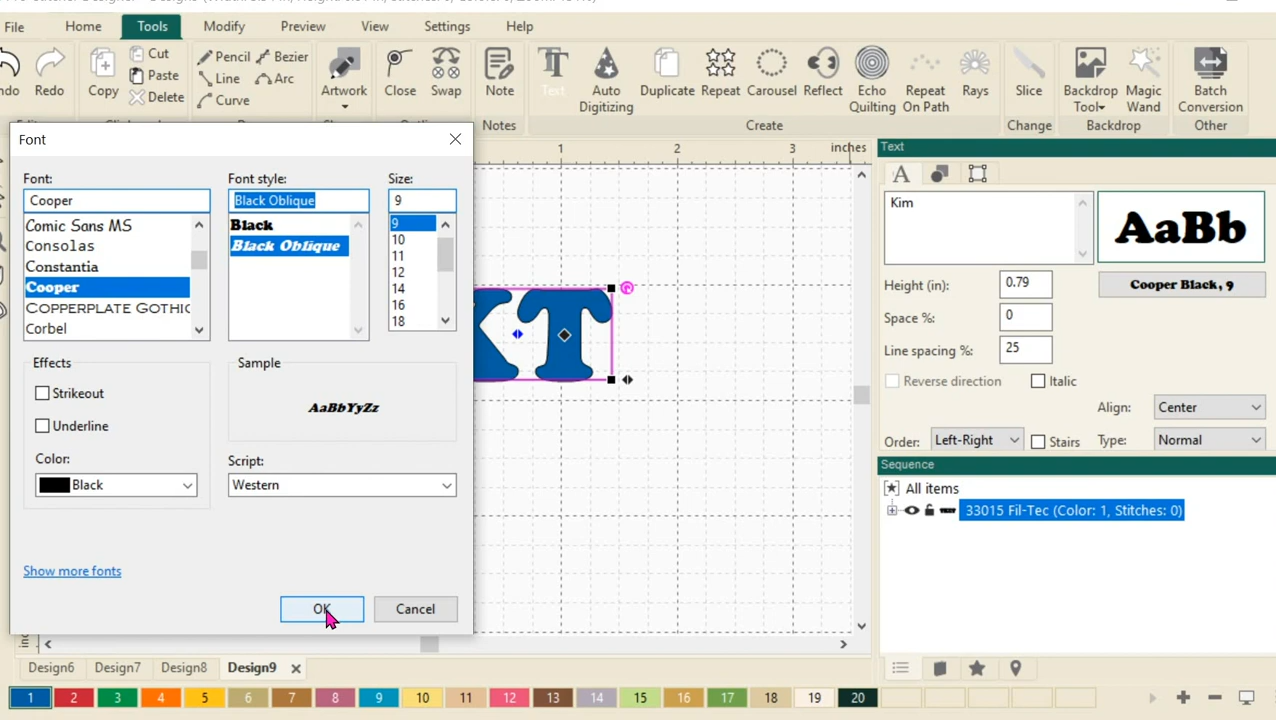 File Home Tools Modify Preview View Settings Help
Redo Copy Cut Paste Delete Pencil Bezier Line Arc Curve Artwork Close Swap Note Text Auto Digitizing Duplicate Repeat Carousel Reflect Echo Quilting Repeat On Path Rays Slice Backdrop Tool Magic Wand Batch Conversion
Notes Create Change Backdrop Other
Font
Font: Font style: Size:
Cooper Black Oblique 9
Comic Sans MS Black 9
Consolas Black Oblique 10
Constantia 11
Cooper 12
14
COPPERPLATE GOTHIC 16
Corbel 18
Effects Sample
Strikeout
AaBbYyZz
Underline
Color: Script:
Black Western
Show more fonts
OK Cancel
1 2 3 inches
T
Text
A
Kim
AaBb
Height (in): 0.79 Cooper Black, 9
Space %: 0
Line spacing %: 25
Reverse direction Italic
Align: Center
Order: Left-Right Stairs Type: Normal
Sequence
All items
33015 Fil-Tec (Color: 1, Stitches: 0)
Design6 Design7 Design8 Design9
1 2 3 4 5 6 7 8 9 10 11 12 13 14 15 16 17 18 19 20